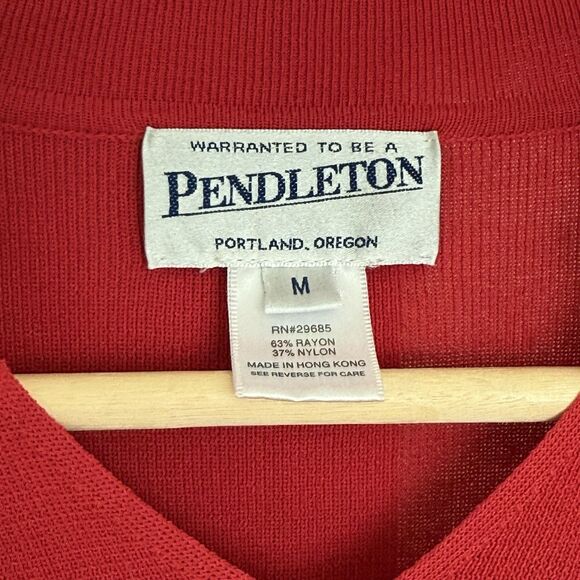 WARRANTED TO BE A
PENDLETON
PORTLAND, OREGON
M
RN#29685
63% RAYON
37% NYLON
MADE IN HONG KONG
SEE REVERSE FOR CARE